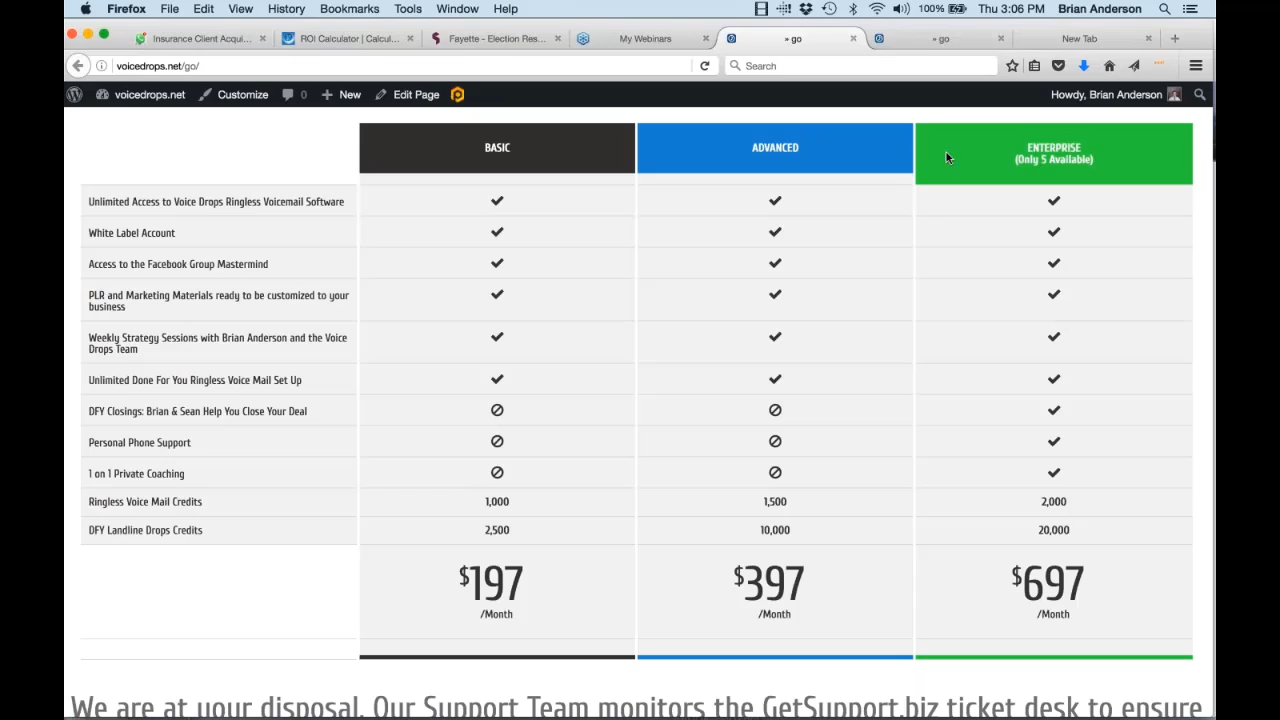 Firefox File Edit View History Bookmarks Tools Window Help 100% Thu 3:06 PM Brian Anderson
Insurance Client Acqui... ROI Calculator | Calcul... Fayette - Election Res... My Webinars » go » go New Tab
voicedrops.net/go/ Search
voicedrops.net Customize 0 New Edit Page Howdy, Brian Anderson
BASIC ADVANCED ENTERPRISE
(Only 5 Available)
Unlimited Access to Voice Drops Ringless Voicemail Software
White Label Account
Access to the Facebook Group Mastermind
PLR and Marketing Materials ready to be customized to your
business
Weekly Strategy Sessions with Brian Anderson and the Voice
Drops Team
Unlimited Done For You Ringless Voice Mail Set Up
DFY Closings: Brian & Sean Help You Close Your Deal
Personal Phone Support
1 on 1 Private Coaching
Ringless Voice Mail Credits 1,000 1,500 2,000
DFY Landline Drops Credits 2,500 10,000 20,000
$197 $397 $697
/Month /Month /Month
We are at your disposal. Our Support Team monitors the GetSupport.biz ticket desk to ensure